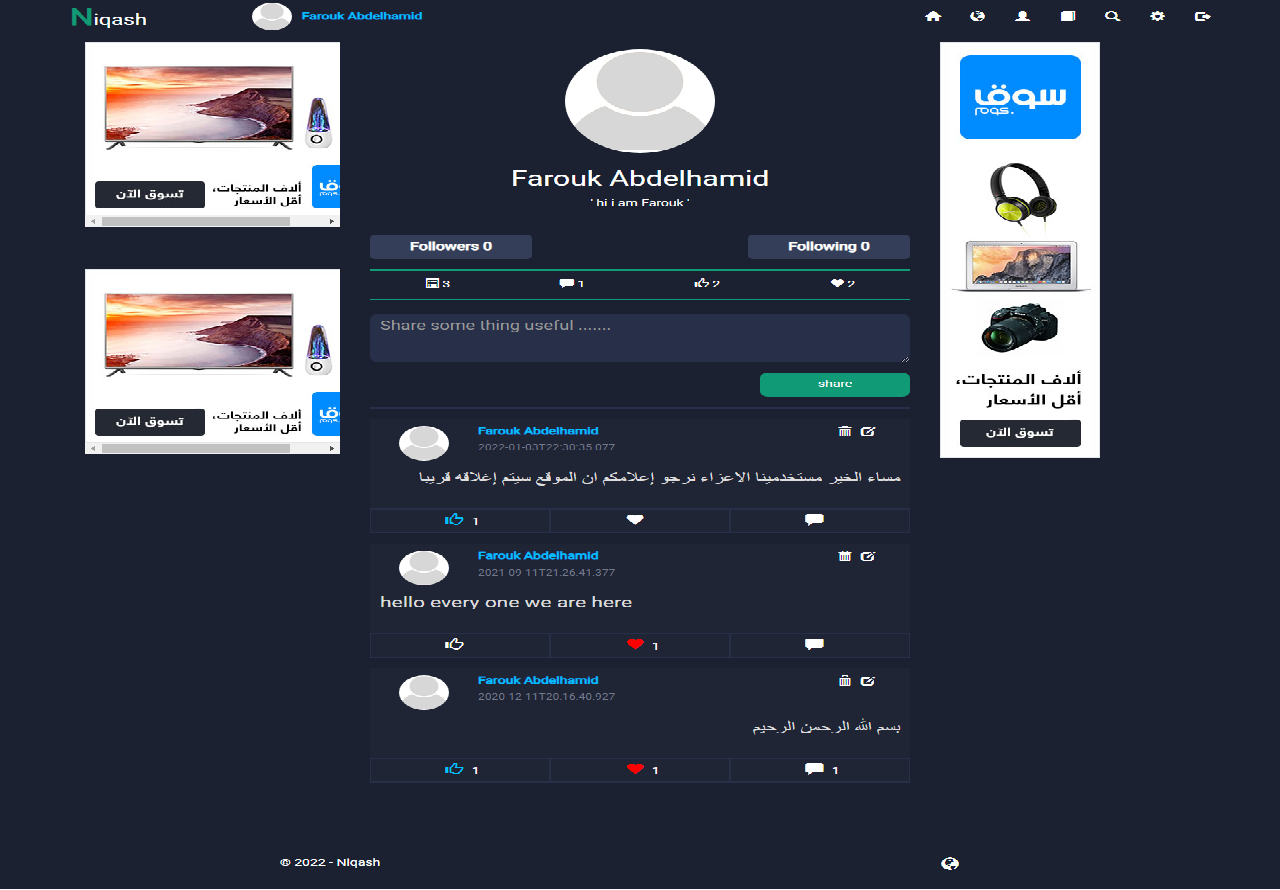 Niqash
Farouk Abdelhamid
تسوق الآن
ألاف المنتجات،
أقل الأسعار
سوق
تسوق الآن
ألاف المنتجات،
أقل الأسعار
سوق
Farouk Abdelhamid
' hi i am Farouk '
Followers 0
Following 0
3
1
2
2
Share some thing useful .......
share
Farouk Abdelhamid
2022-01-03T22:30:35.077
مساء الخير مستخدمينا الاعزاء نرجو إعلامكم ان الموقع سيتم إغلاقه قريبا
1
Farouk Abdelhamid
2021-09-11T21:26:41.377
hello every one we are here
1
Farouk Abdelhamid
2020-12-11T20:16:40.927
بسم الله الرحمن الرحيم
1
1
1
سوق
.com
ألاف المنتجات،
أقل الأسعار
تسوق الآن
© 2022 - Niqash